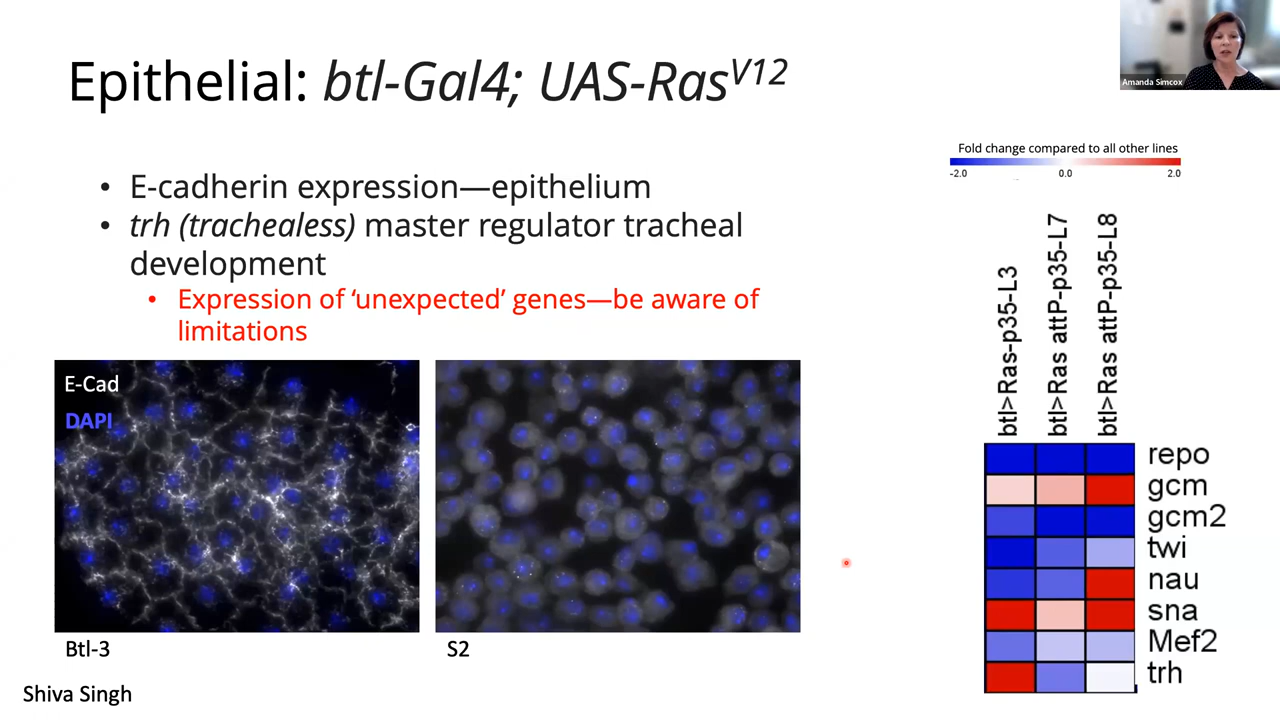 Epithelial: btl-Gal4; UAS-RasV12
Amanda Simcox
• E-cadherin expression—epithelium
• trh (trachealess) master regulator tracheal
development
• Expression of ‘unexpected’ genes—be aware of
limitations
E-Cad
DAPI
Btl-3
S2
Shiva Singh
Fold change compared to all other lines
-2.0 0.0 2.0
btl>Ras-p35-L3
btl>Ras attP-p35-L7
btl>Ras attP-p35-L8
repo
gcm
gcm2
twi
nau
sna
Mef2
trh